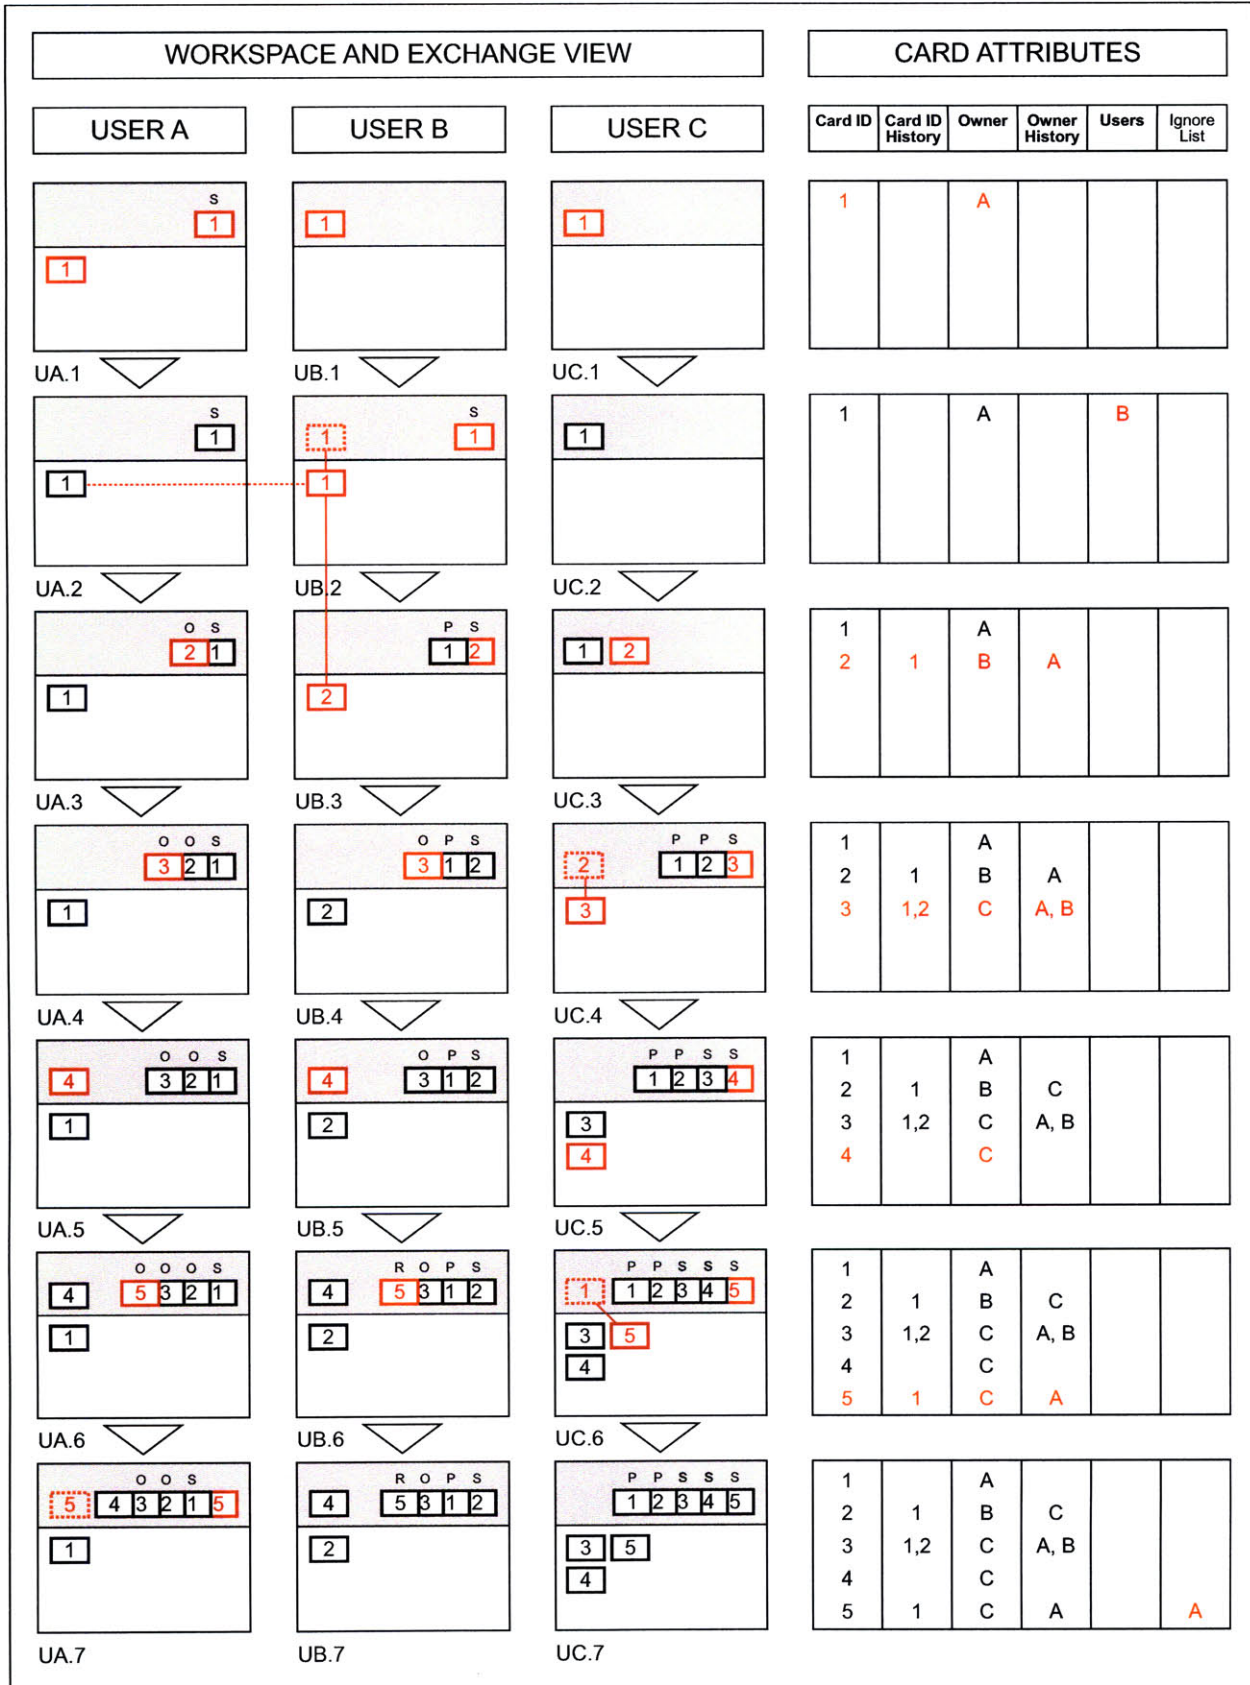 WORKSPACE AND EXCHANGE VIEW CARD ATTRIBUTES
USER A USER B USER C
Card ID Card ID History Owner Owner History Users Ignore List
S
1 1 1 1 A
1
UA.1 UB.1 UC.1
S S
1 1 1 1 1 A B
1 1
UA.2 UB.2 UC.2
O S P S 1 A
2 1 1 2 1 2 2 1 B A
1 2
UA.3 UB.3 UC.3
O O S O P S P P S 1 A
3 2 1 3 1 2 2 1 2 3 2 1 B A
1 2 3 3 1,2 C A, B
UA.4 UB.4 UC.4
O O S O P S P P S S 1 A
4 3 2 1 4 3 1 2 1 2 3 4 2 1 B C
1 2 3 3 1,2 C A, B
4 4 C
UA.5 UB.5 UC.5
O O O S R O P S P P S S S 1 A
4 5 3 2 1 4 5 3 1 2 1 1 2 3 4 5 2 1 B C
1 2 3 5 3 1,2 C A, B
4 4 C
5 1 C A
UA.6 UB.6 UC.6
O O S R O P S P P S S S 1 A
5 4 3 2 1 5 4 5 3 1 2 1 2 3 4 5 2 1 B C
1 2 3 5 3 1,2 C A, B
4 4 C
5 1 C A A
UA.7 UB.7 UC.7